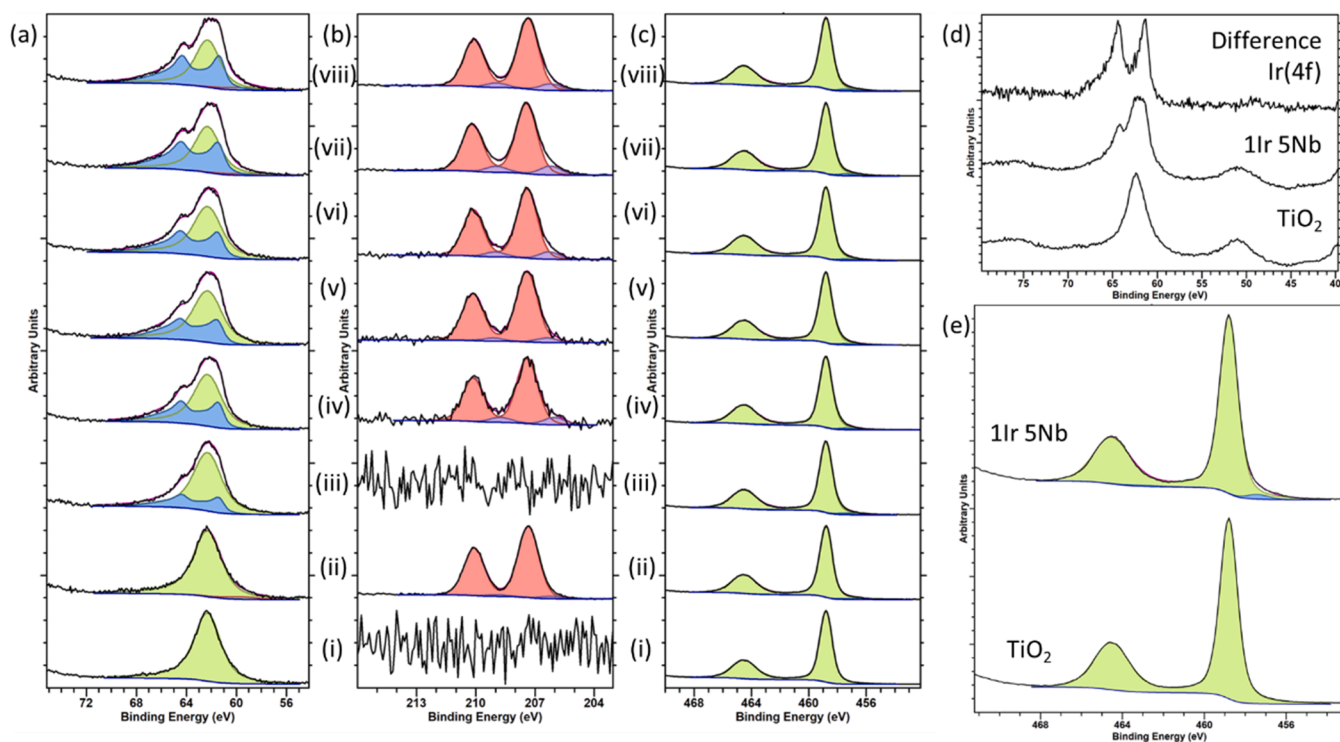 (a)
(b)
(c)
(d)
(e)
(viii)
(vii)
(vi)
(v)
(iv)
(iii)
(ii)
(i)
(viii)
(vii)
(vi)
(v)
(iv)
(iii)
(ii)
(i)
Arbitrary Units
Arbitrary Units
Arbitrary Units
72 68 64 60 56
Binding Energy (eV)
213 210 207 204
Binding Energy (eV)
468 464 460 456
Binding Energy (eV)
Difference
Ir(4f)
1Ir 5Nb
TiO₂
Arbitrary Units
75 70 65 60 55 50 45 40
Binding Energy (eV)
1Ir 5Nb
TiO₂
Arbitrary Units
468 464 460 456
Binding Energy (eV)